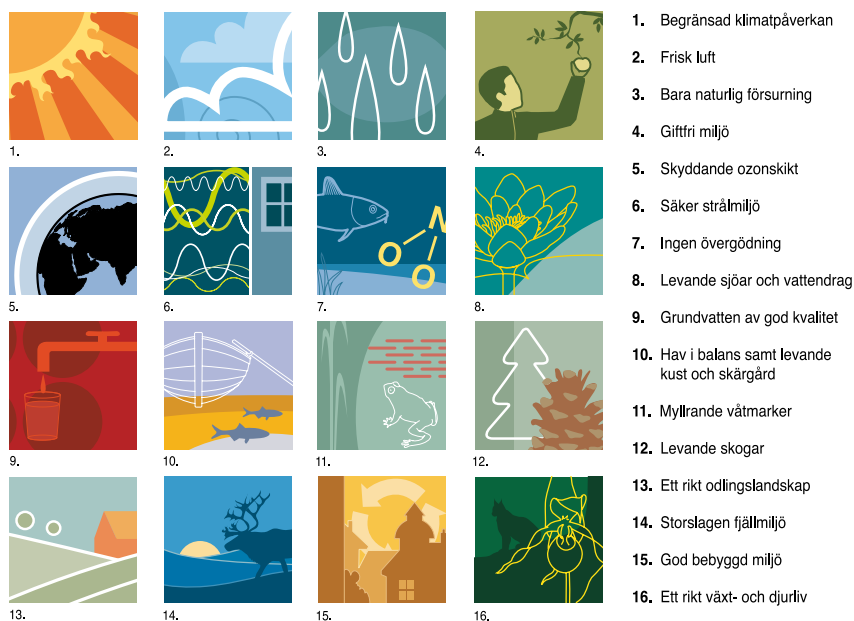 1.
2.
3.
4.
5.
6.
N
O
O
7.
8.
9.
10.
11.
12.
13.
14.
15.
16.
1. Begränsad klimatpåverkan
2. Frisk luft
3. Bara naturlig försurning
4. Giftfri miljö
5. Skyddande ozonskikt
6. Säker strålmiljö
7. Ingen övergödning
8. Levande sjöar och vattendrag
9. Grundvatten av god kvalitet
10. Hav i balans samt levande
kust och skärgård
11. Myllrande våtmarker
12. Levande skogar
13. Ett rikt odlingslandskap
14. Storslagen fjällmiljö
15. God bebyggd miljö
16. Ett rikt växt- och djurliv